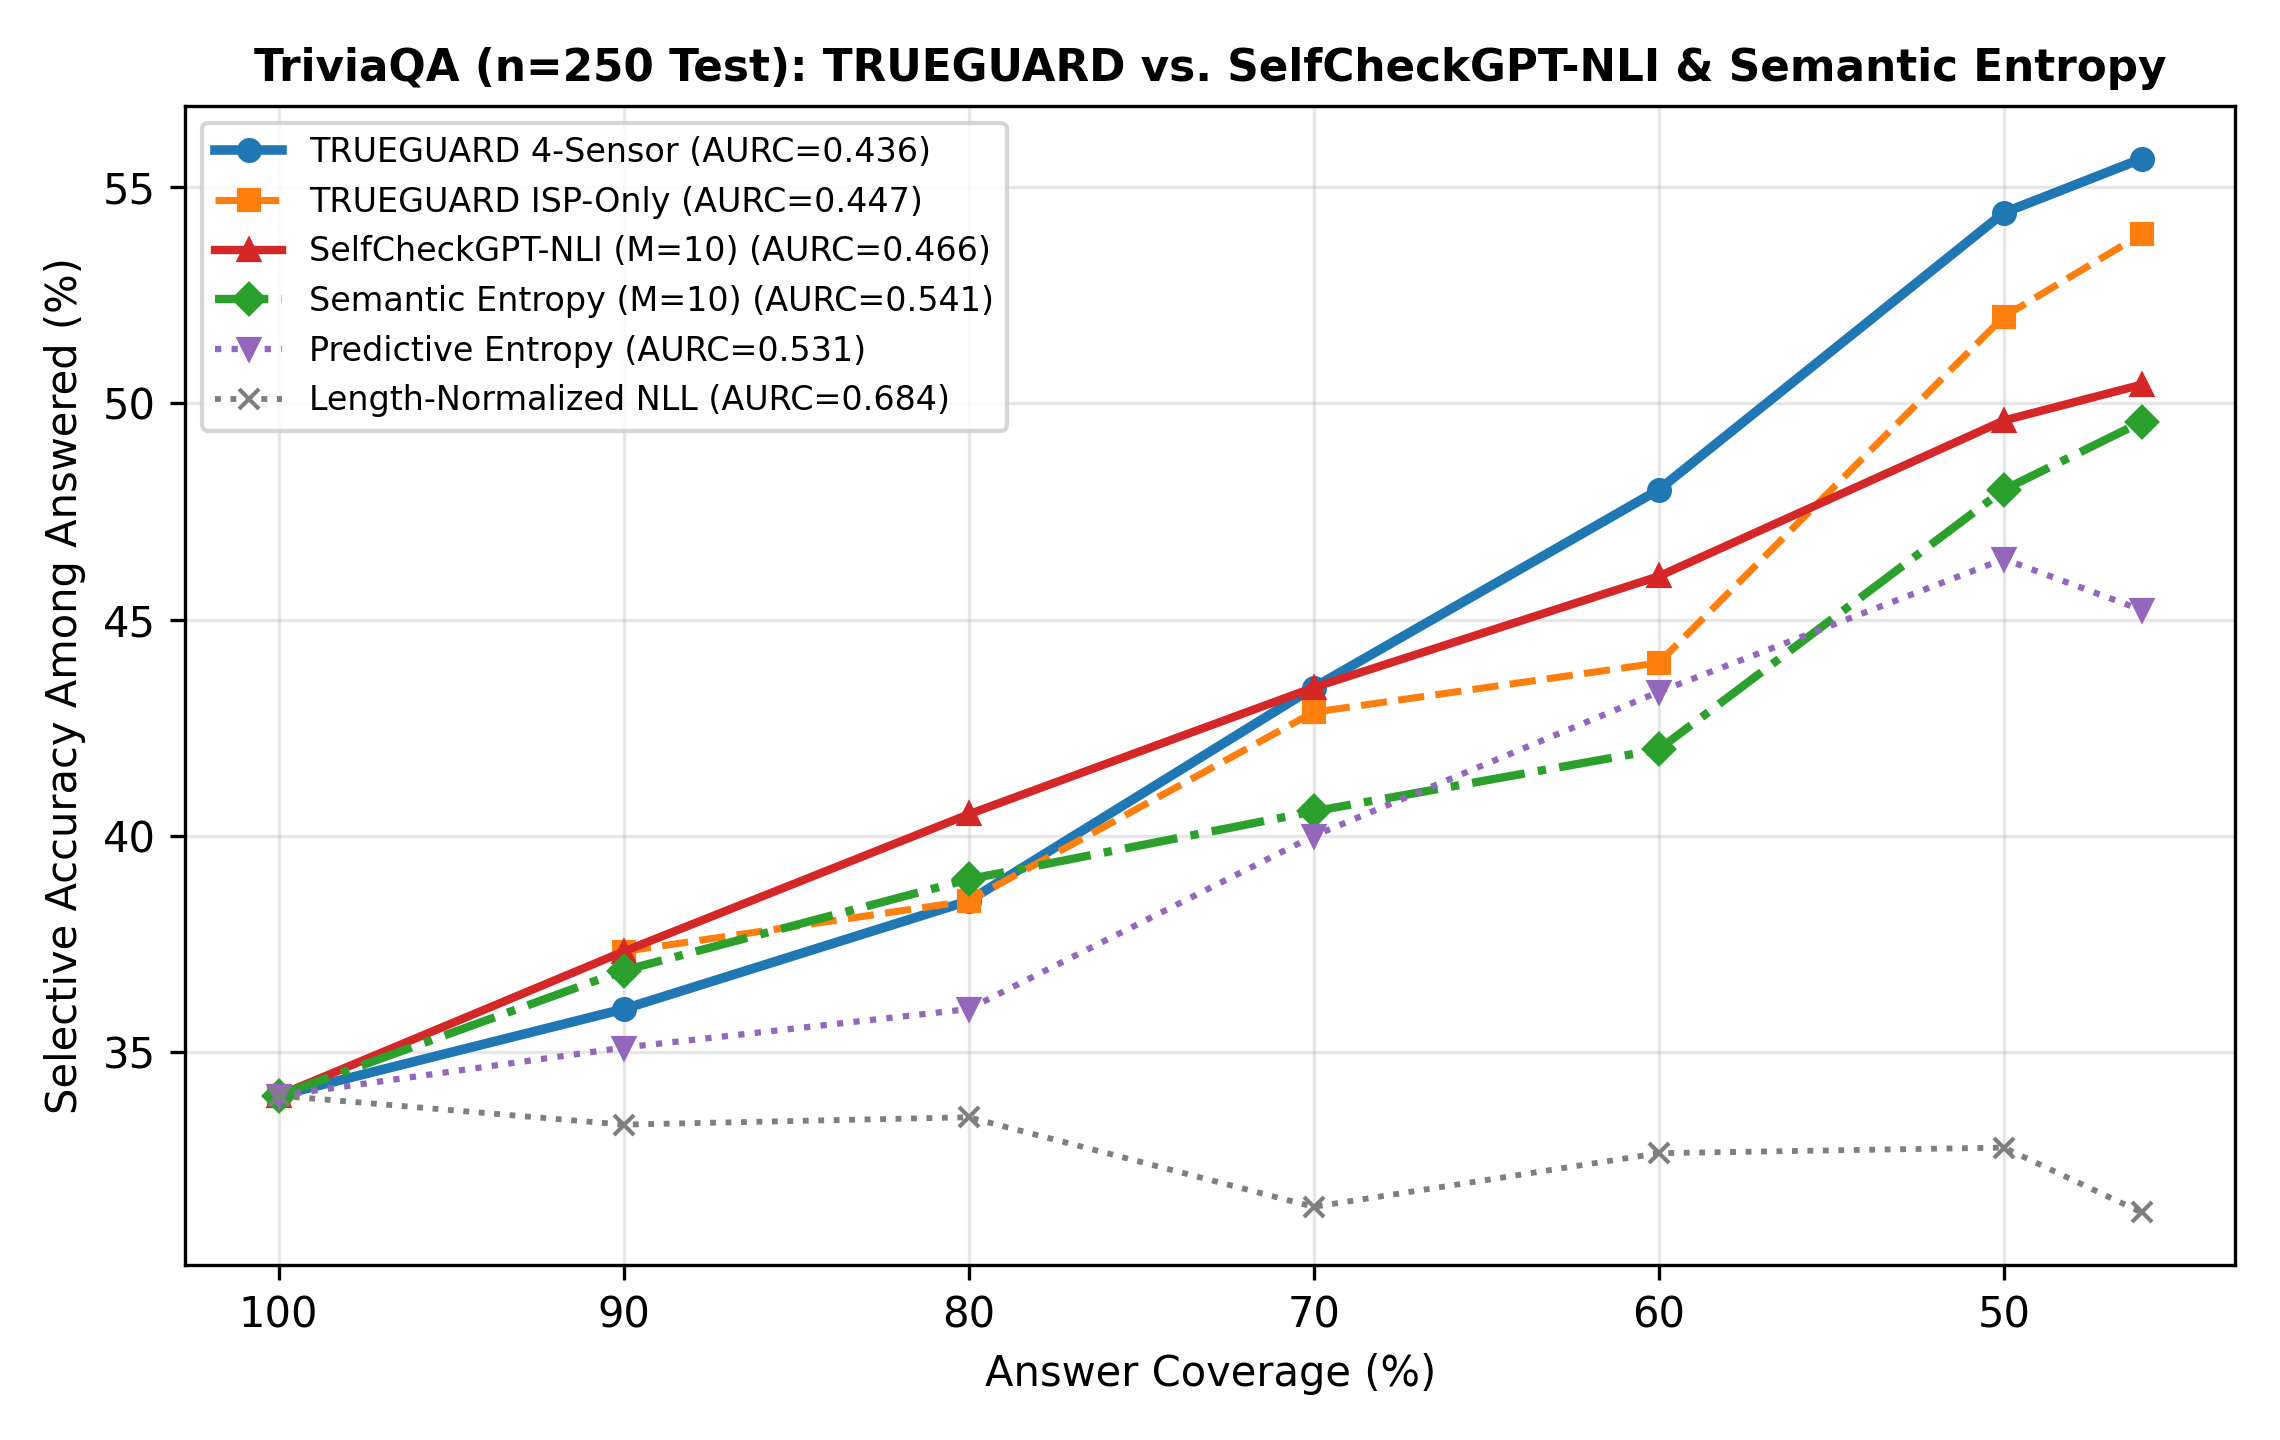 TriviaQA (n=250 Test): TRUEGUARD vs. SelfCheckGPT-NLI & Semantic Entropy
TRUEGUARD 4-Sensor (AURC=0.436)
TRUEGUARD ISP-Only (AURC=0.447)
SelfCheckGPT-NLI (M=10) (AURC=0.466)
Semantic Entropy (M=10) (AURC=0.541)
Predictive Entropy (AURC=0.531)
Length-Normalized NLL (AURC=0.684)
Selective Accuracy Among Answered (%)
55
50
45
40
35
100 90 80 70 60 50
Answer Coverage (%)